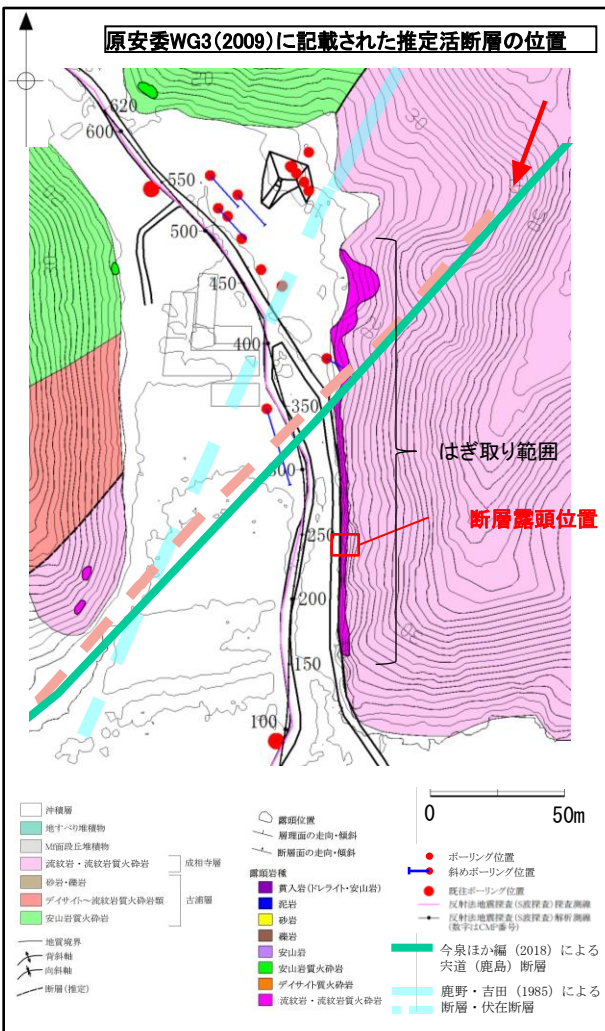 原安委WG3(2009)に記載された推定活断層の位置
620
600
550
500
450
400
350
300
250
200
150
100
はぎ取り範囲
断層露頭位置
沖積層
地すべり堆積物
MI面段丘堆積物
流紋岩・流紋岩質火砕岩
成相寺層
砂岩・礫岩
デイサイト~流紋岩質火砕岩類
古浦層
安山岩質火砕岩
地質境界
背斜軸
向斜軸
断層(推定)
露頭位置
層理面の走向・傾斜
断層面の走向・傾斜
露頭岩種
貫入岩(ドレライト・安山岩)
泥岩
砂岩
礫岩
安山岩
安山岩質火砕岩
デイサイト質火砕岩
流紋岩・流紋岩質火砕岩
0 50m
ボーリング位置
斜めボーリング位置
既往ボーリング位置
反射法地震探査(S波探査)探査測線
反射法地震探査(S波探査)解析測線
(数字はCMP番号)
今泉ほか編(2018)による
宍道(鹿島)断層
鹿野・吉田(1985)による
断層・伏在断層